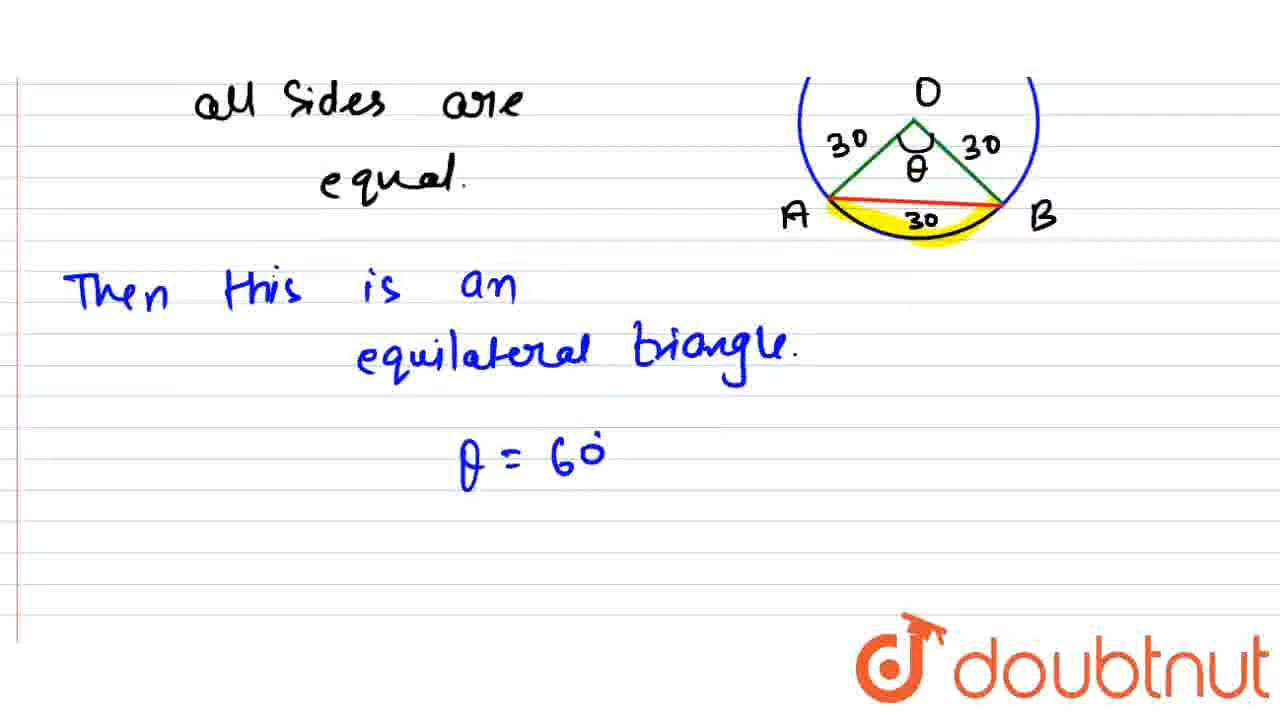 all sides are
equal.
O
30
30
θ
A
30
B
Then this is an
equilateral triangle.
θ = 60°
doubtnut